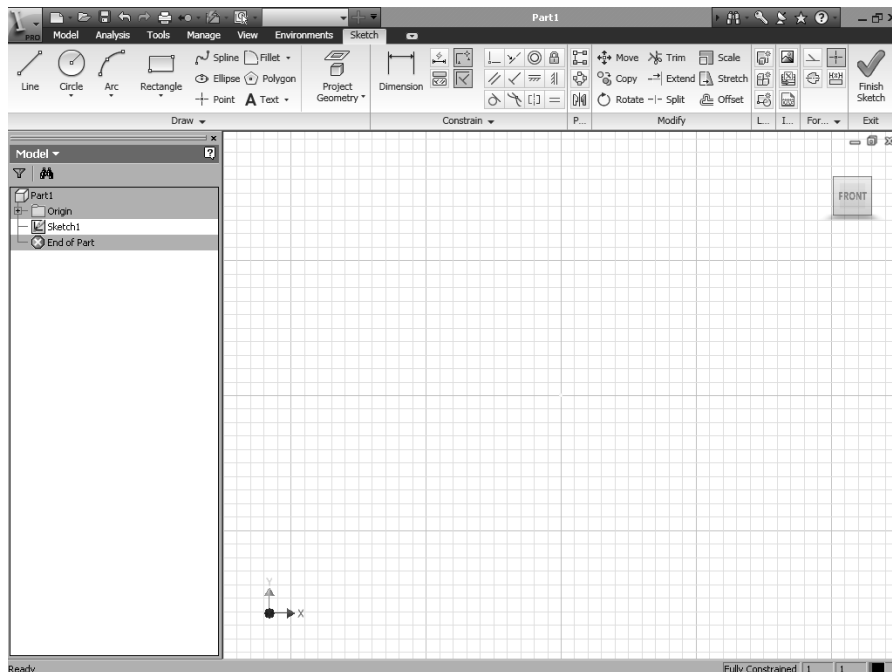 Part1
PRO
Model Analysis Tools Manage View Environments Sketch
Line Circle Arc Rectangle
Spline Fillet
Ellipse Polygon
Point A Text
Project Geometry
Dimension
Move Trim Scale
Copy Extend Stretch
Rotate Split Offset
Finish Sketch
Draw Constrain P... Modify L... I... For... Exit
Model
Part1
Origin
Sketch1
End of Part
FRONT
Y
X
Ready Fully Constrained 1 1